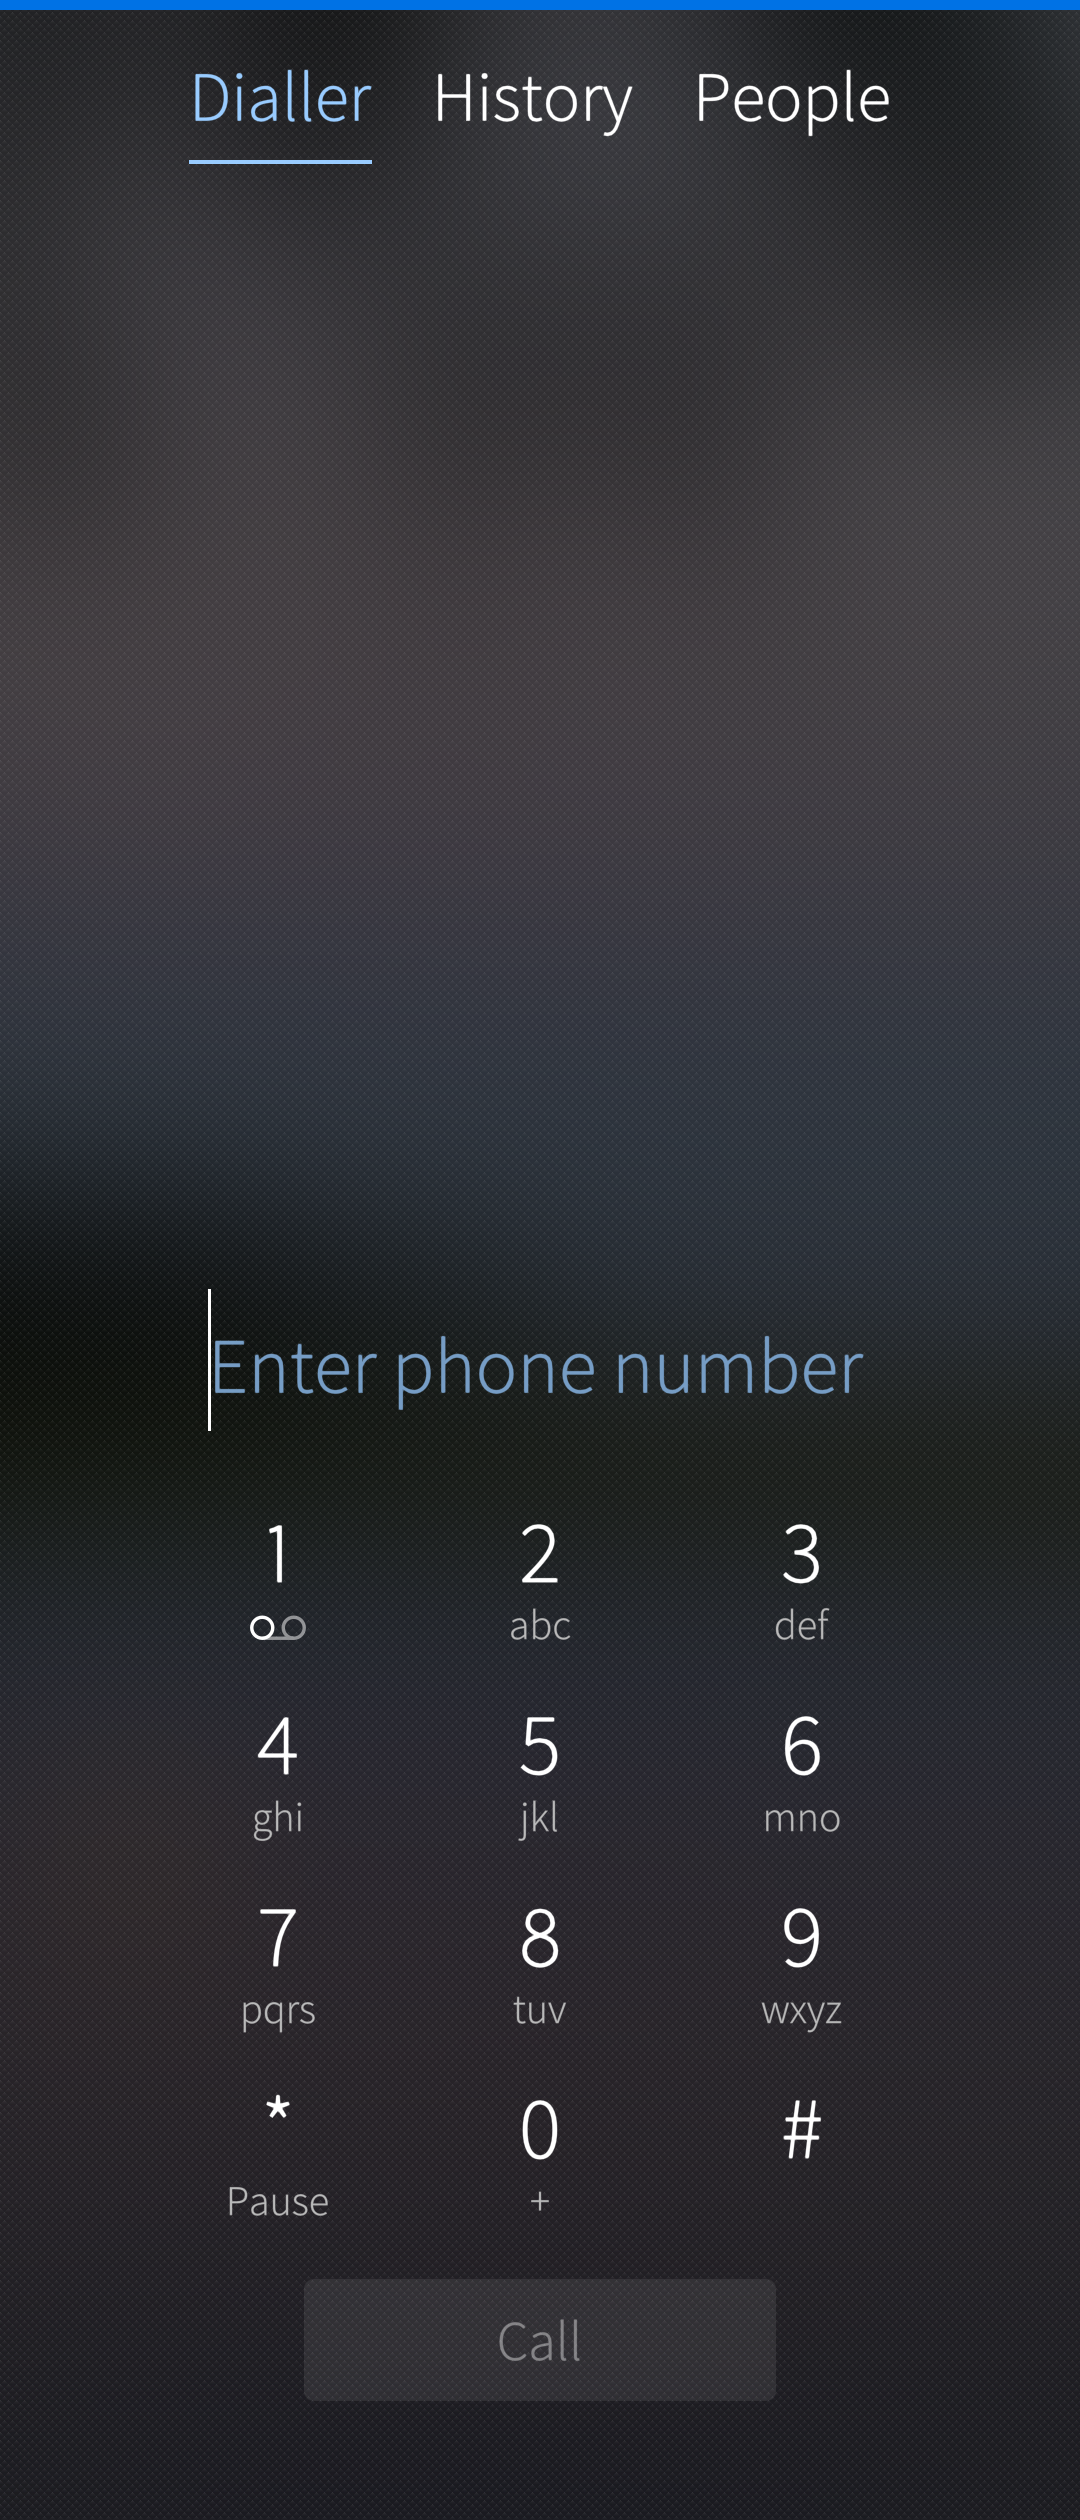 Dialler History People
Enter phone number
1 2 3
abc def
4 5 6
ghi jkl mno
7 8 9
pqrs tuv wxyz
* 0 #
Pause +
Call